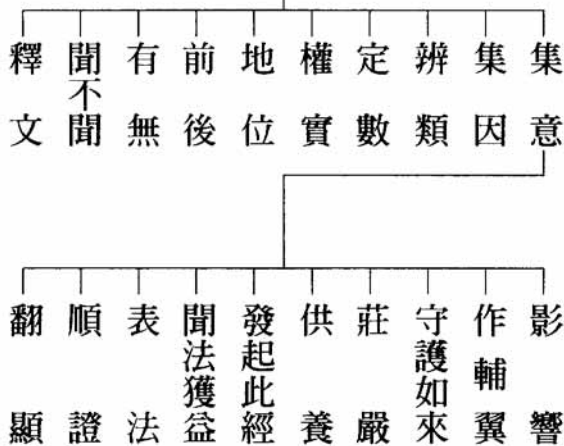 集意
集因
辨類
定數
權實
地位
前後
有無
聞不聞
釋文
影響
作輔翼
守護如來
莊嚴
供養
發起此經
聞法獲益
表法
順證
翻顯